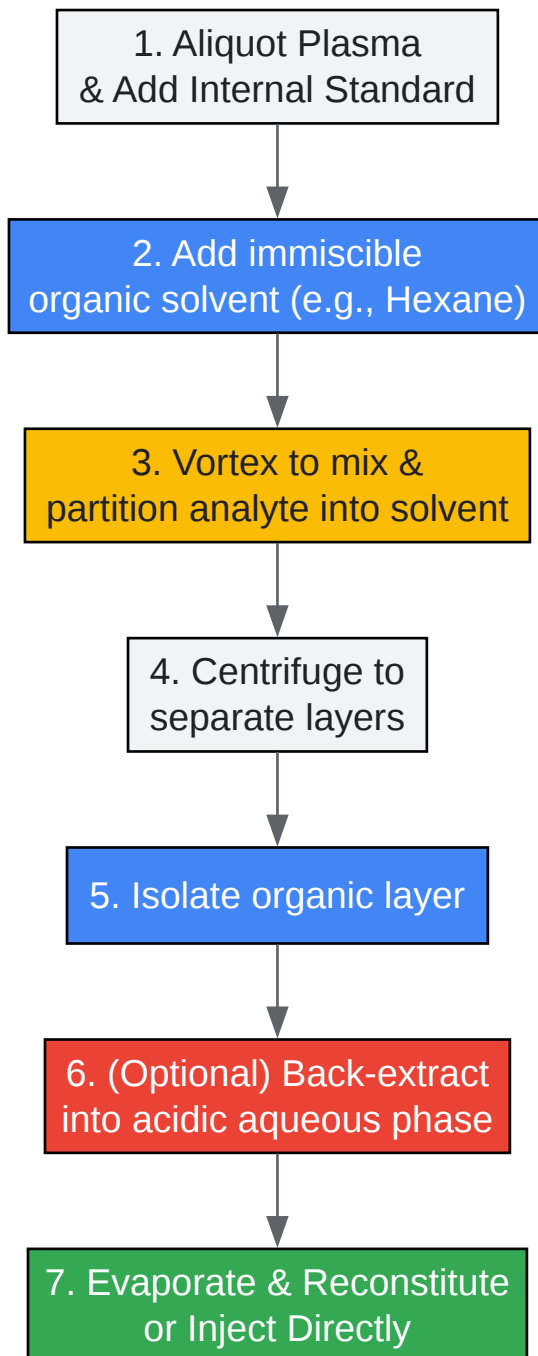 1. Aliquot Plasma
& Add Internal Standard
2. Add immiscible
organic solvent (e.g., Hexane)
3. Vortex to mix &
partition analyte into solvent
4. Centrifuge to
separate layers
5. Isolate organic layer
6. (Optional) Back-extract
into acidic aqueous phase
7. Evaporate & Reconstitute
or Inject Directly